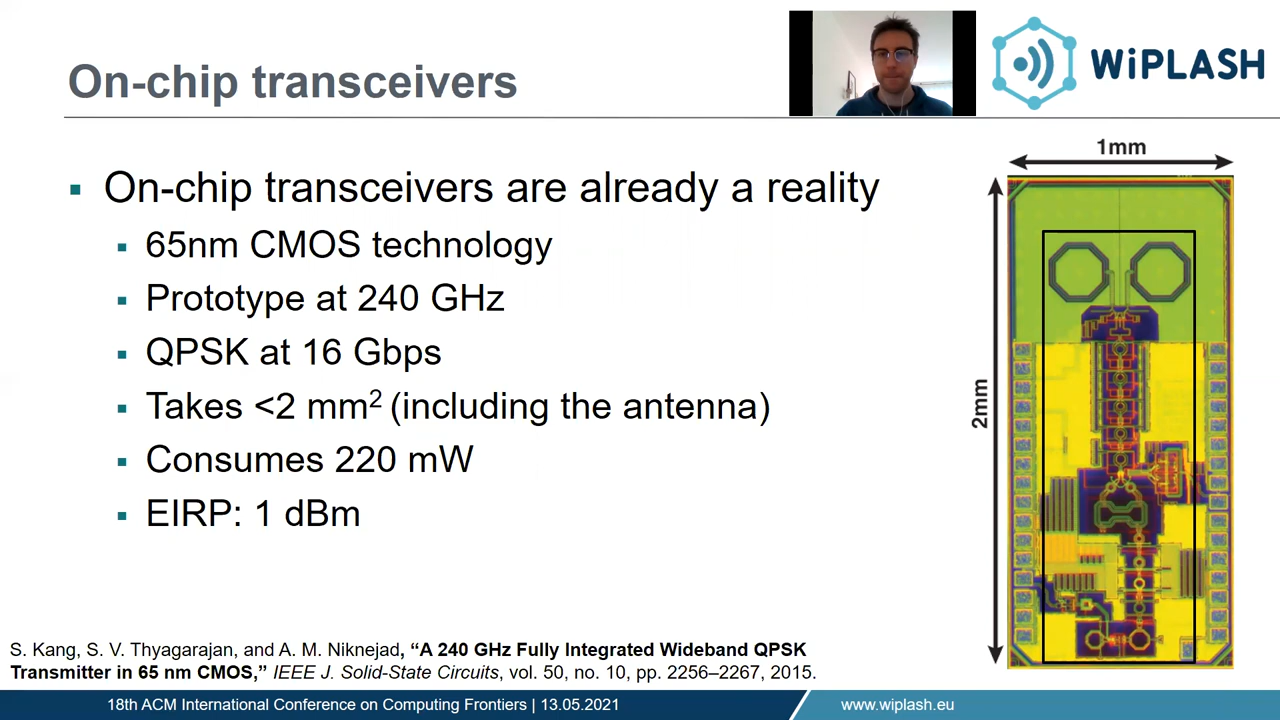 On-chip transceivers
WiPLASH
On-chip transceivers are already a reality
65nm CMOS technology
Prototype at 240 GHz
QPSK at 16 Gbps
Takes <2 mm² (including the antenna)
Consumes 220 mW
EIRP: 1 dBm
1mm
2mm
S. Kang, S. V. Thyagarajan, and A. M. Niknejad, “A 240 GHz Fully Integrated Wideband QPSK
Transmitter in 65 nm CMOS,” IEEE J. Solid-State Circuits, vol. 50, no. 10, pp. 2256–2267, 2015.
18th ACM International Conference on Computing Frontiers | 13.05.2021
www.wiplash.eu